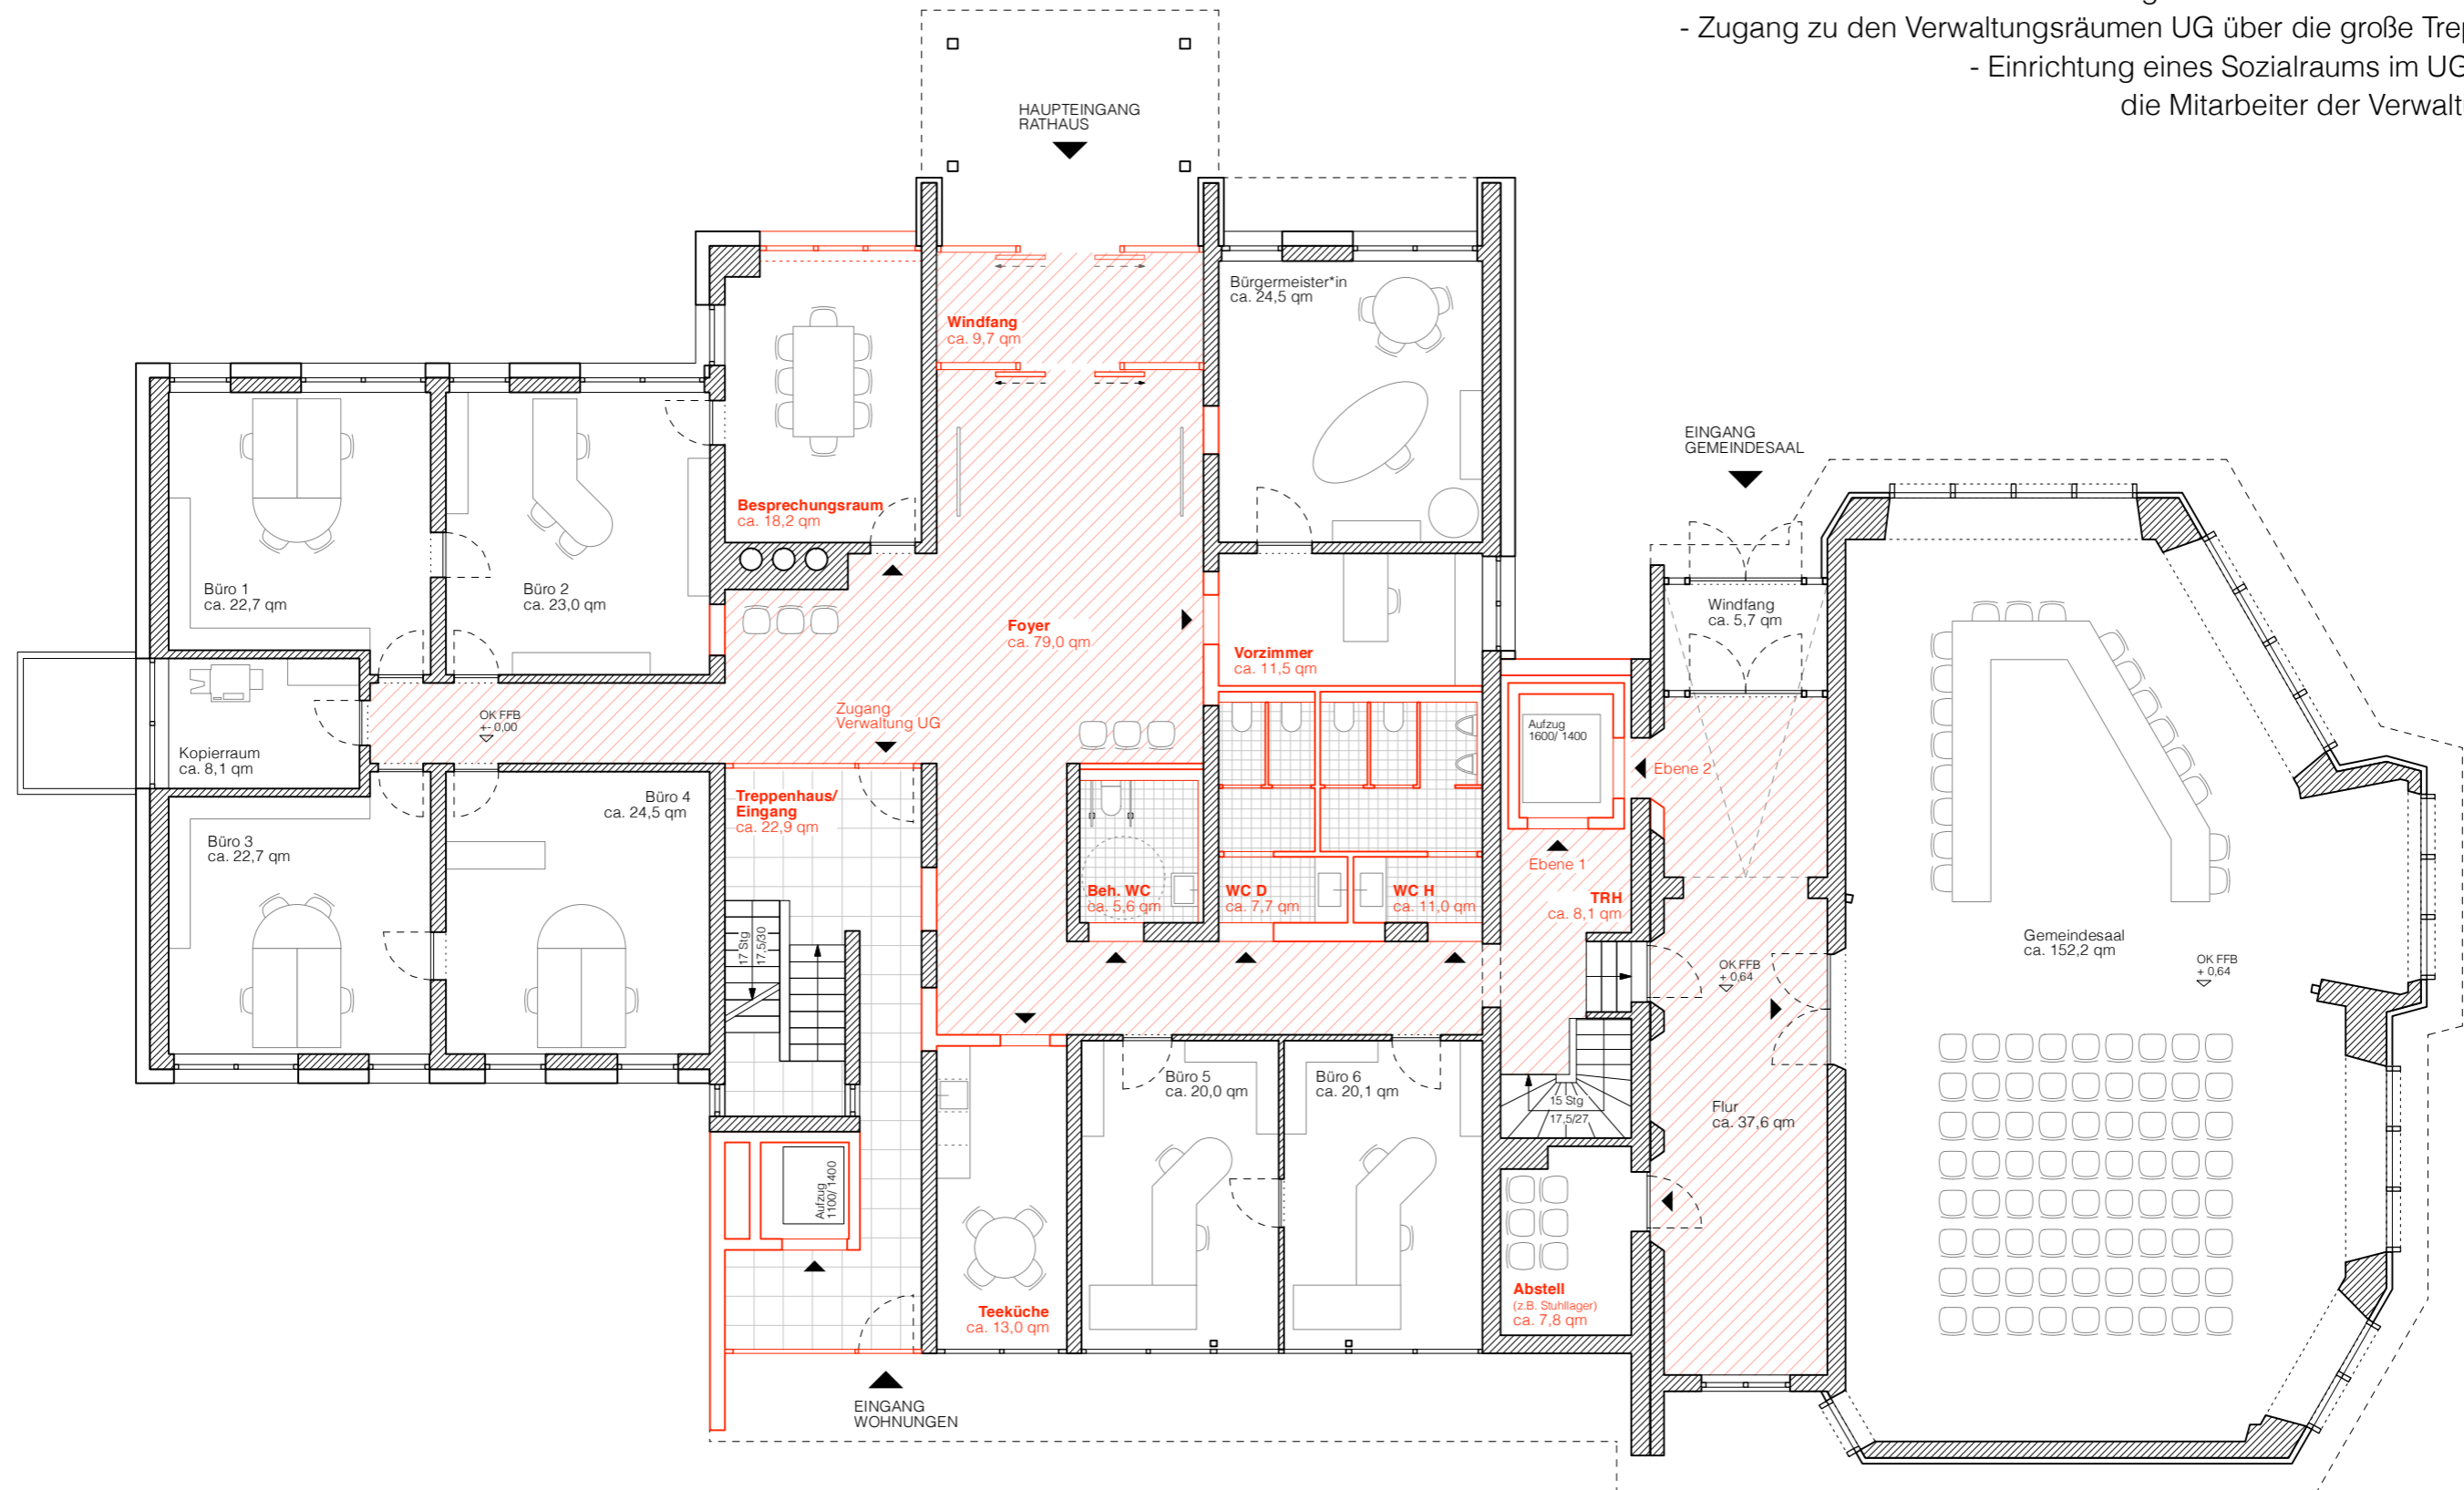 - Zugang zu den Verwaltungsräumen UG über die große Trep
- Einrichtung eines Sozialraums im UG
die Mitarbeiter der Verwalt
HAUPTEINGANG
RATHAUS
Windfang
ca. 9,7 qm
Bürgermeister*in
ca. 24,5 qm
EINGANG
GEMEINDESAAL
Besprechungsraum
ca. 18,2 qm
Büro 1
ca. 22,7 qm
Büro 2
ca. 23,0 qm
Foyer
ca. 79,0 qm
Vorzimmer
ca. 11,5 qm
Windfang
ca. 5,7 qm
Kopierraum
ca. 8,1 qm
OK FFB
+- 0,00
Zugang
Verwaltung UG
Aufzug
1600/ 1400
Ebene 2
Büro 3
ca. 22,7 qm
Büro 4
ca. 24,5 qm
Treppenhaus/
Eingang
ca. 22,9 qm
Beh. WC
ca. 5,6 qm
WC D
ca. 7,7 qm
WC H
ca. 11,0 qm
Ebene 1
TRH
ca. 8,1 qm
17 Stg
17,5/30
OK FFB
+ 0,64
Gemeindesaal
ca. 152,2 qm
OK FFB
+ 0,64
Büro 5
ca. 20,0 qm
Büro 6
ca. 20,1 qm
15 Stg
17,5/27
Flur
ca. 37,6 qm
Aufzug
1100/ 1400
Teeküche
ca. 13,0 qm
Abstell
(z.B. Stuhllager)
ca. 7,8 qm
EINGANG
WOHNUNGEN